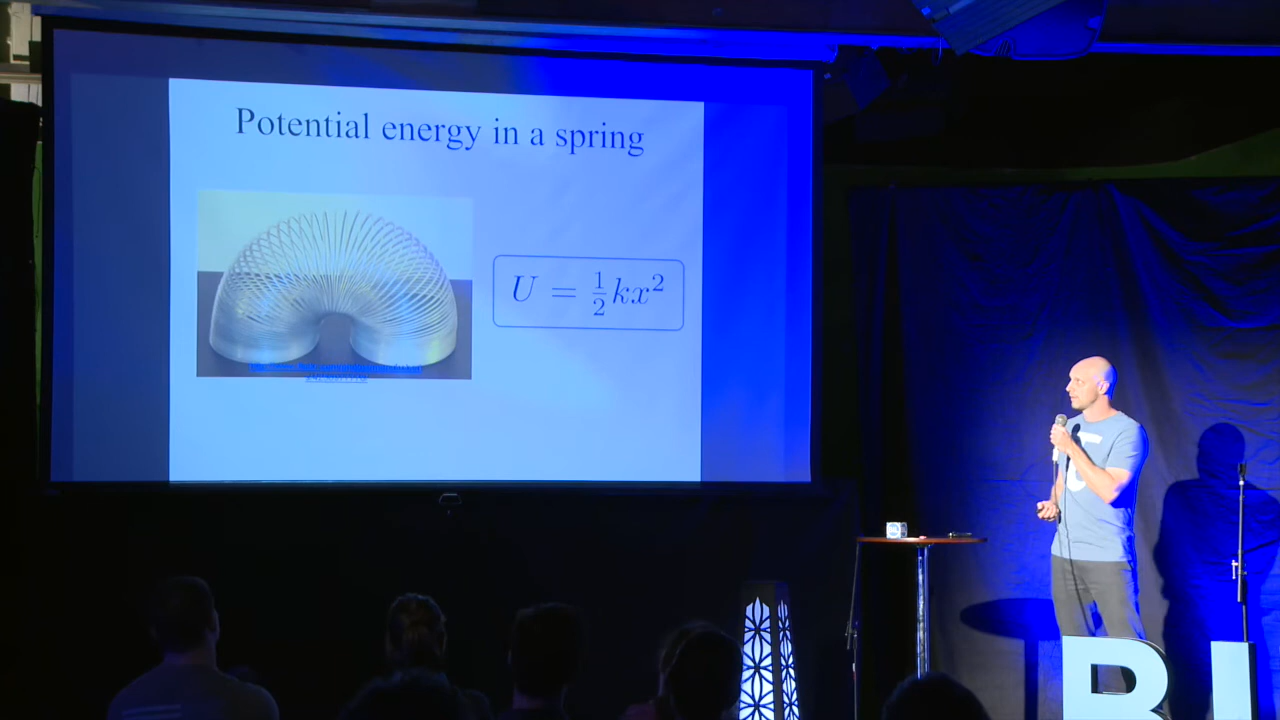 Potential energy in a spring
U = ½kx²